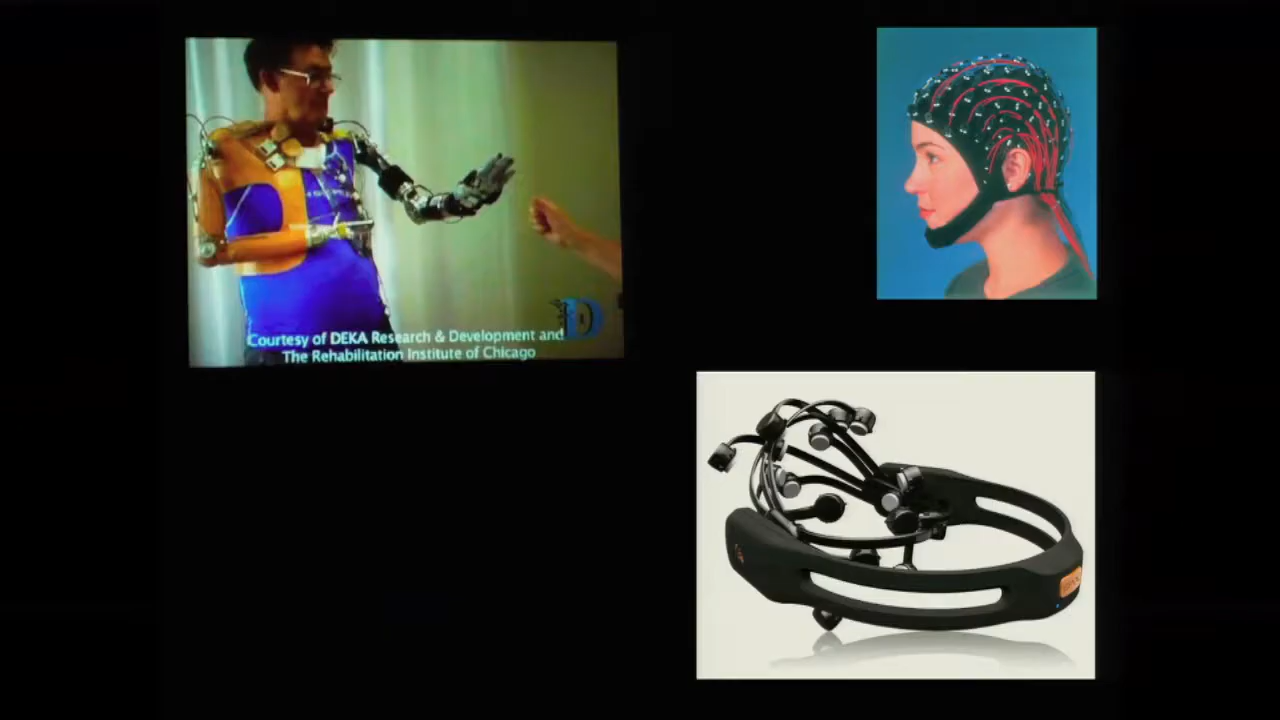 Courtesy of DEKA Research & Development and
The Rehabilitation Institute of Chicago